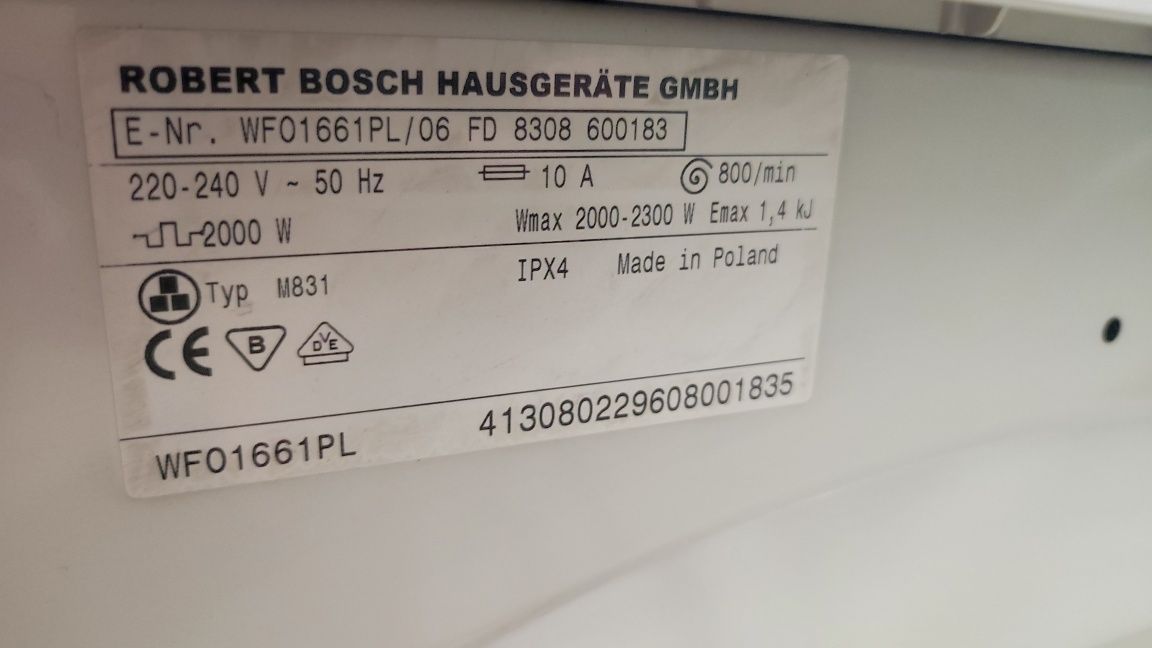 ROBERT BOSCH HAUSGERÄTE GMBH
E-Nr. WFO1661PL/06 FD 8308 600183
220-240 V ~ 50 Hz 10 A 800/min
2000 W Wmax 2000-2300 W Emax 1,4 kJ
Typ M831 IPX4 Made in Poland
CE B DVE
WFO1661PL 413080229608001835